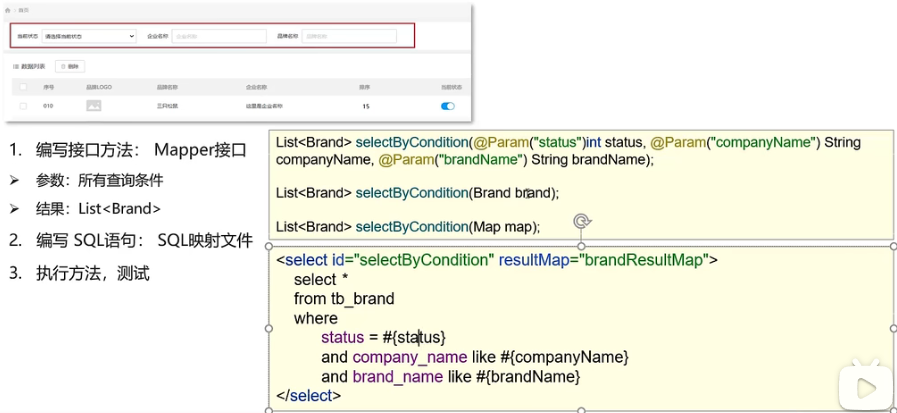 首页
当前状态 请选择当前状态 企业名称 企业名称 品牌名称 品牌名称
数据列表 删除
序号 品牌LOGO 品牌名称 企业名称 排序 当前状态
010 三只松鼠 这里是企业名称 15
1. 编写接口方法：Mapper接口
➢ 参数：所有查询条件
➢ 结果：List<Brand>
2. 编写 SQL语句：SQL映射文件
3. 执行方法，测试
List<Brand> selectByCondition(@Param("status")int status, @Param("companyName") String
companyName, @Param("brandName") String brandName);
List<Brand> selectByCondition(Brand brand);
List<Brand> selectByCondition(Map map);
<select id="selectByCondition" resultMap="brandResultMap">
select *
from tb_brand
where
status = #{status}
and company_name like #{companyName}
and brand_name like #{brandName}
</select>